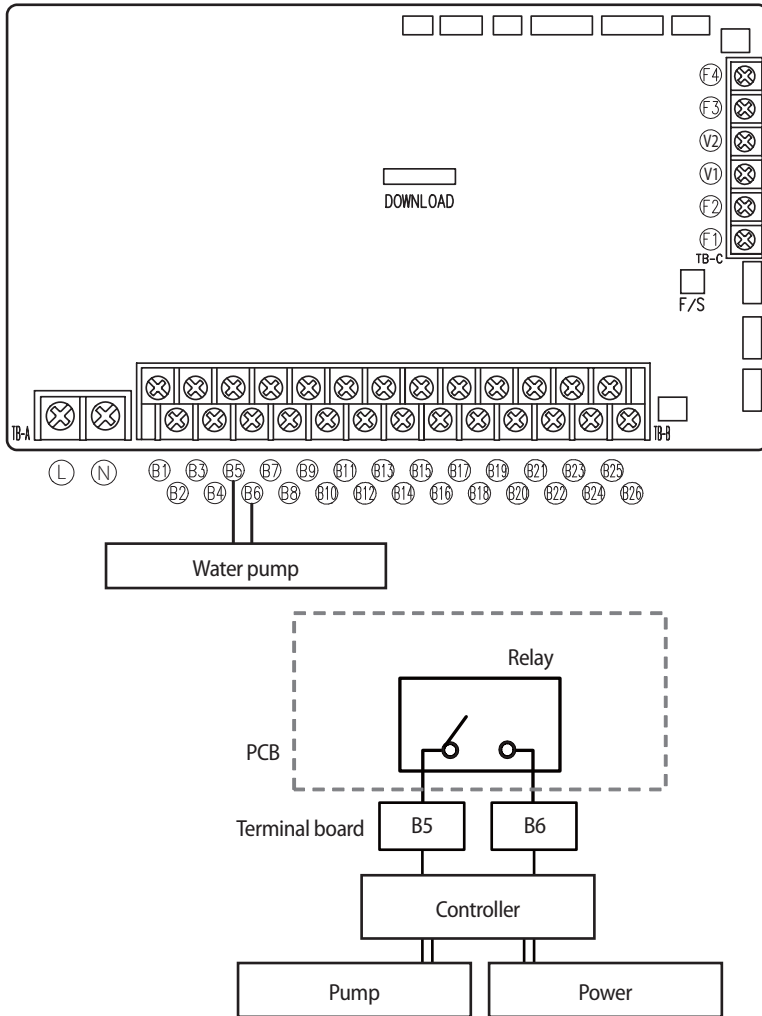 F4
F3
V2
V1
F2
F1
TB-C
DOWNLOAD
F/S
TB-A
TB-B
L N B1 B3 B5 B7 B9 B11 B13 B15 B17 B19 B21 B23 B25
B2 B4 B6 B8 B10 B12 B14 B16 B18 B20 B22 B24 B26
Water pump
Relay
PCB
Terminal board B5 B6
Controller
Pump Power